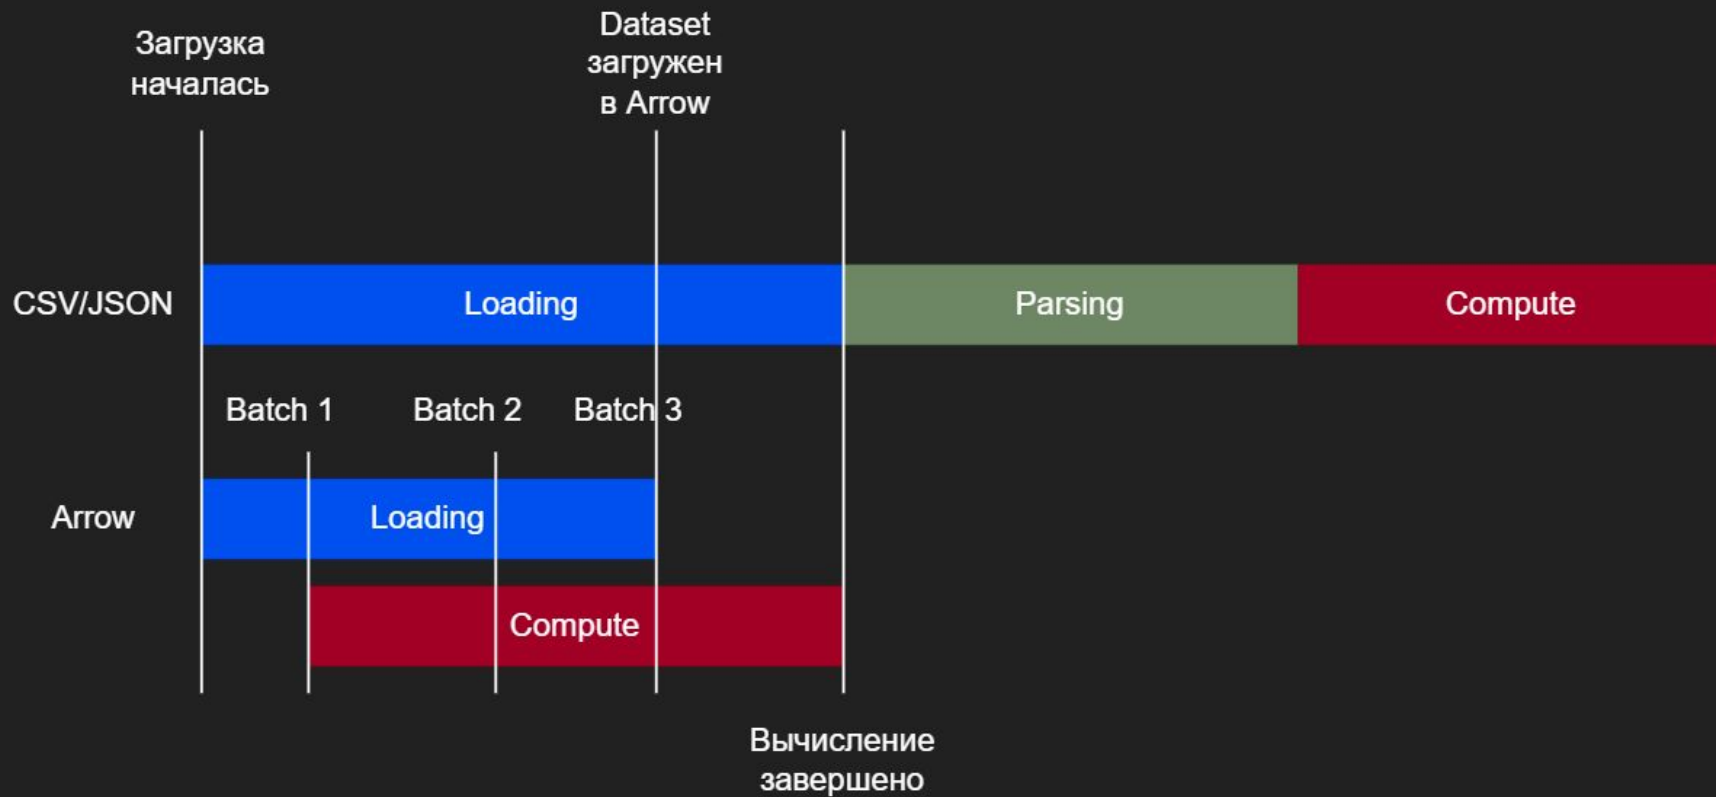 Загрузка
началась
Dataset
загружен
в Arrow
CSV/JSON
Loading
Parsing
Compute
Batch 1
Batch 2
Batch 3
Arrow
Loading
Compute
Вычисление
завершено